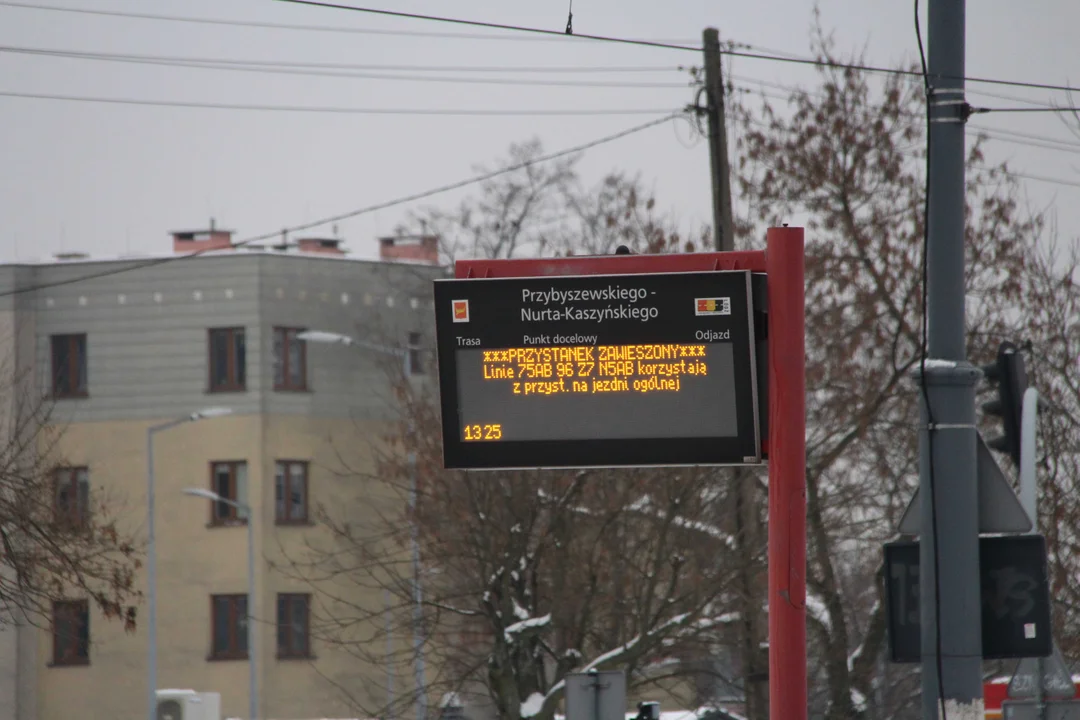 Przybyszewskiego -
Nurta-Kaszyńskiego
Trasa Punkt docelowy Odjazd
***PRZYSTANEK ZAWIESZONY***
Linie 75AB 96 Z7 N5AB korzystają
z przyst. na jezdni ogólnej
13 25